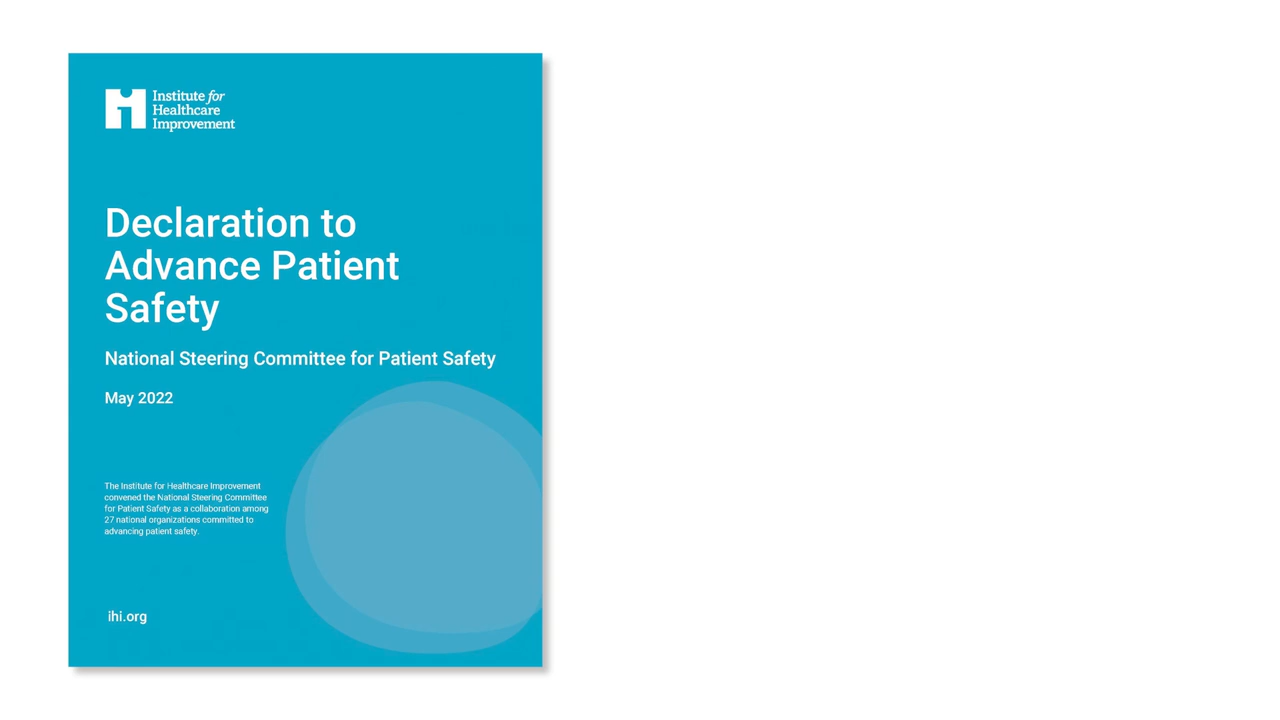 Institute for
Healthcare
Improvement
Declaration to
Advance Patient
Safety
National Steering Committee for Patient Safety
May 2022
The Institute for Healthcare Improvement
convened the National Steering Committee
for Patient Safety as a collaboration among
27 national organizations committed to
advancing patient safety.
ihi.org